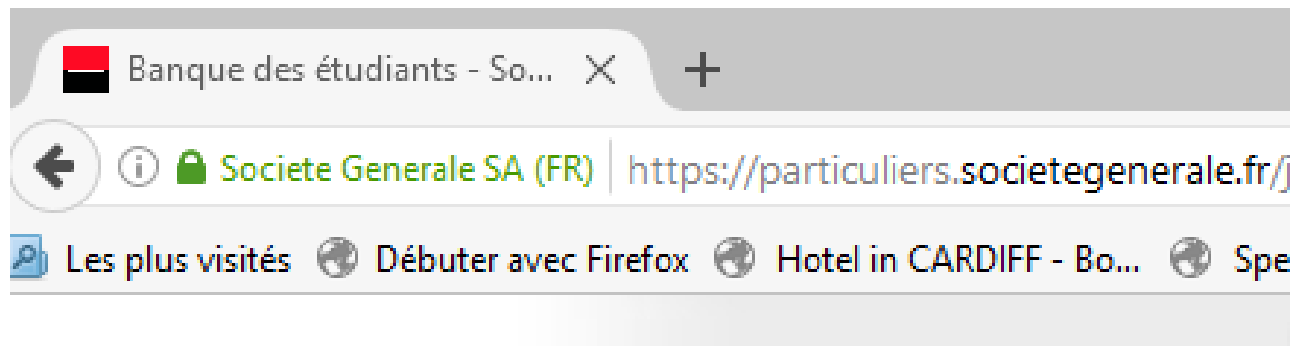 Banque des étudiants - So...
Societe Generale SA (FR) https://particuliers.societegenerale.fr/j
Les plus visités Débuter avec Firefox Hotel in CARDIFF - Bo... Spe